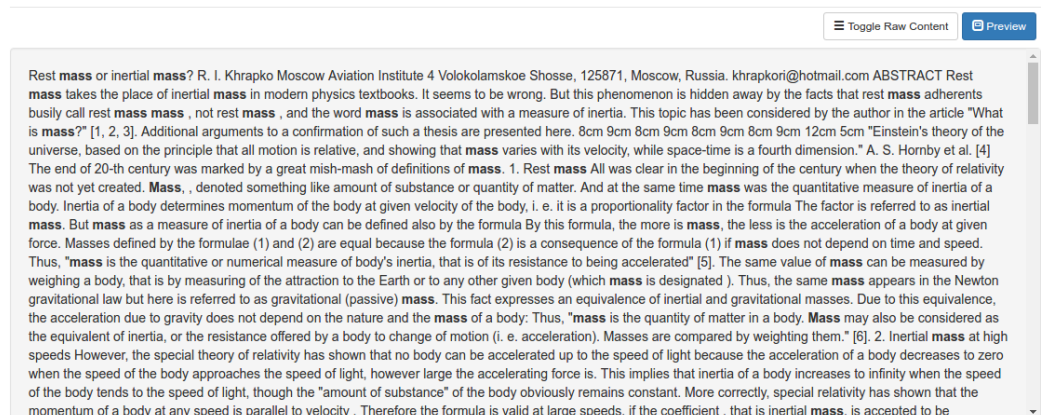 ☰ Toggle Raw Content Preview
Rest mass or inertial mass? R. I. Khrapko Moscow Aviation Institute 4 Volokolamskoe Shosse, 125871, Moscow, Russia. khrapkori@hotmail.com ABSTRACT Rest
mass takes the place of inertial mass in modern physics textbooks. It seems to be wrong. But this phenomenon is hidden away by the facts that rest mass adherents
busily call rest mass mass , not rest mass , and the word mass is associated with a measure of inertia. This topic has been considered by the author in the article "What
is mass?" [1, 2, 3]. Additional arguments to a confirmation of such a thesis are presented here. 8cm 9cm 8cm 9cm 8cm 9cm 8cm 9cm 12cm 5cm "Einstein's theory of the
universe, based on the principle that all motion is relative, and showing that mass varies with its velocity, while space-time is a fourth dimension." A. S. Hornby et al. [4]
The end of 20-th century was marked by a great mish-mash of definitions of mass. 1. Rest mass All was clear in the beginning of the century when the theory of relativity
was not yet created. Mass, , denoted something like amount of substance or quantity of matter. And at the same time mass was the quantitative measure of inertia of a
body. Inertia of a body determines momentum of the body at given velocity of the body, i. e. it is a proportionality factor in the formula The factor is referred to as inertial
mass. But mass as a measure of inertia of a body can be defined also by the formula By this formula, the more is mass, the less is the acceleration of a body at given
force. Masses defined by the formulae (1) and (2) are equal because the formula (2) is a consequence of the formula (1) if mass does not depend on time and speed.
Thus, "mass is the quantitative or numerical measure of body's inertia, that is of its resistance to being accelerated" [5]. The same value of mass can be measured by
weighing a body, that is by measuring of the attraction to the Earth or to any other given body (which mass is designated ). Thus, the same mass appears in the Newton
gravitational law but here is referred to as gravitational (passive) mass. This fact expresses an equivalence of inertial and gravitational masses. Due to this equivalence,
the acceleration due to gravity does not depend on the nature and the mass of a body: Thus, "mass is the quantity of matter in a body. Mass may also be considered as
the equivalent of inertia, or the resistance offered by a body to change of motion (i. e. acceleration). Masses are compared by weighting them." [6]. 2. Inertial mass at high
speeds However, the special theory of relativity has shown that no body can be accelerated up to the speed of light because the acceleration of a body decreases to zero
when the speed of the body approaches the speed of light, however large the accelerating force is. This implies that inertia of a body increases to infinity when the speed
of the body tends to the speed of light, though the "amount of substance" of the body obviously remains constant. More correctly, special relativity has shown that the
momentum of a body at any speed is parallel to velocity . Therefore the formula is valid at large speeds, if the coefficient , that is inertial mass, is accepted to be